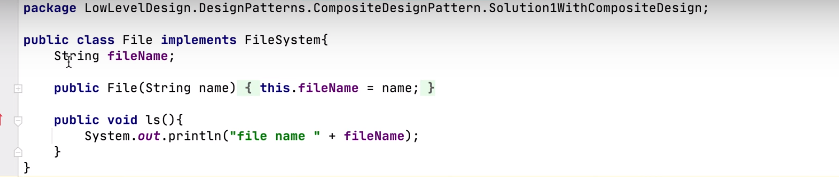 package LowLevelDesign.DesignPatterns.CompositeDesignPattern.Solution1WithCompositeDesign;
public class File implements FileSystem{
String fileName;
public File(String name) { this.fileName = name; }
public void ls(){
System.out.println("file name " + fileName);
}
}